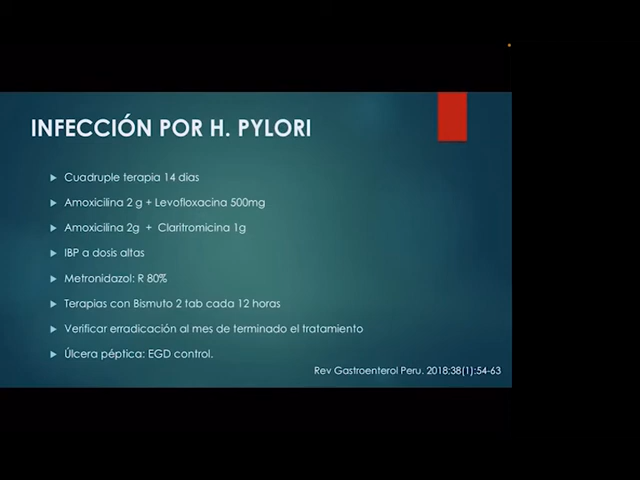 INFECCIÓN POR H. PYLORI
Cuadruple terapia 14 dias
Amoxicilina 2 g + Levofloxacina 500mg
Amoxicilina 2g + Claritromicina 1g
IBP a dosis altas
Metronidazol: R 80%
Terapias con Bismuto 2 tab cada 12 horas
Verificar erradicación al mes de terminado el tratamiento
Úlcera péptica: EGD control.
Rev Gastroenterol Peru. 2018;38(1):54-63